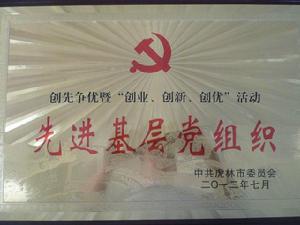 创先争优暨“创业、创新、创优”活动
先进基层党组织
中共虎林市委员会
二〇一二年七月